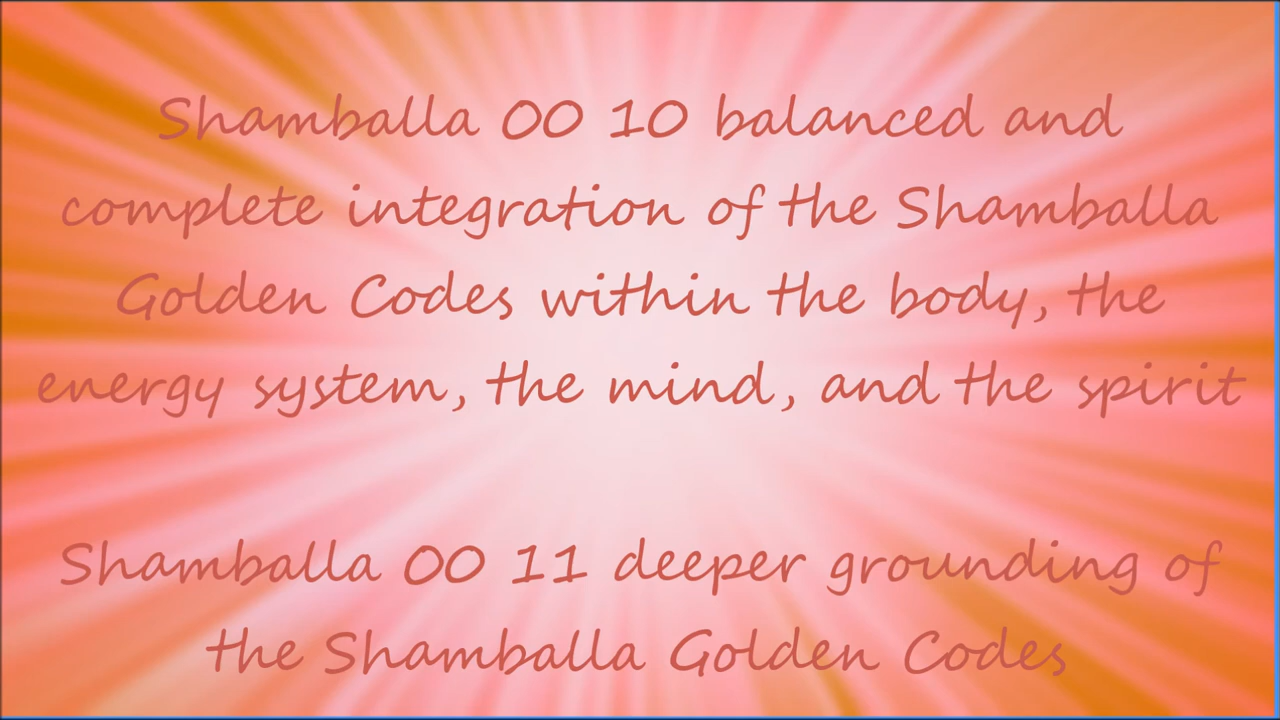 Shamballa 00 10 balanced and
complete integration of the Shamballa
Golden Codes within the body, the
energy system, the mind, and the spirit
Shamballa 00 11 deeper grounding of
the Shamballa Golden Codes